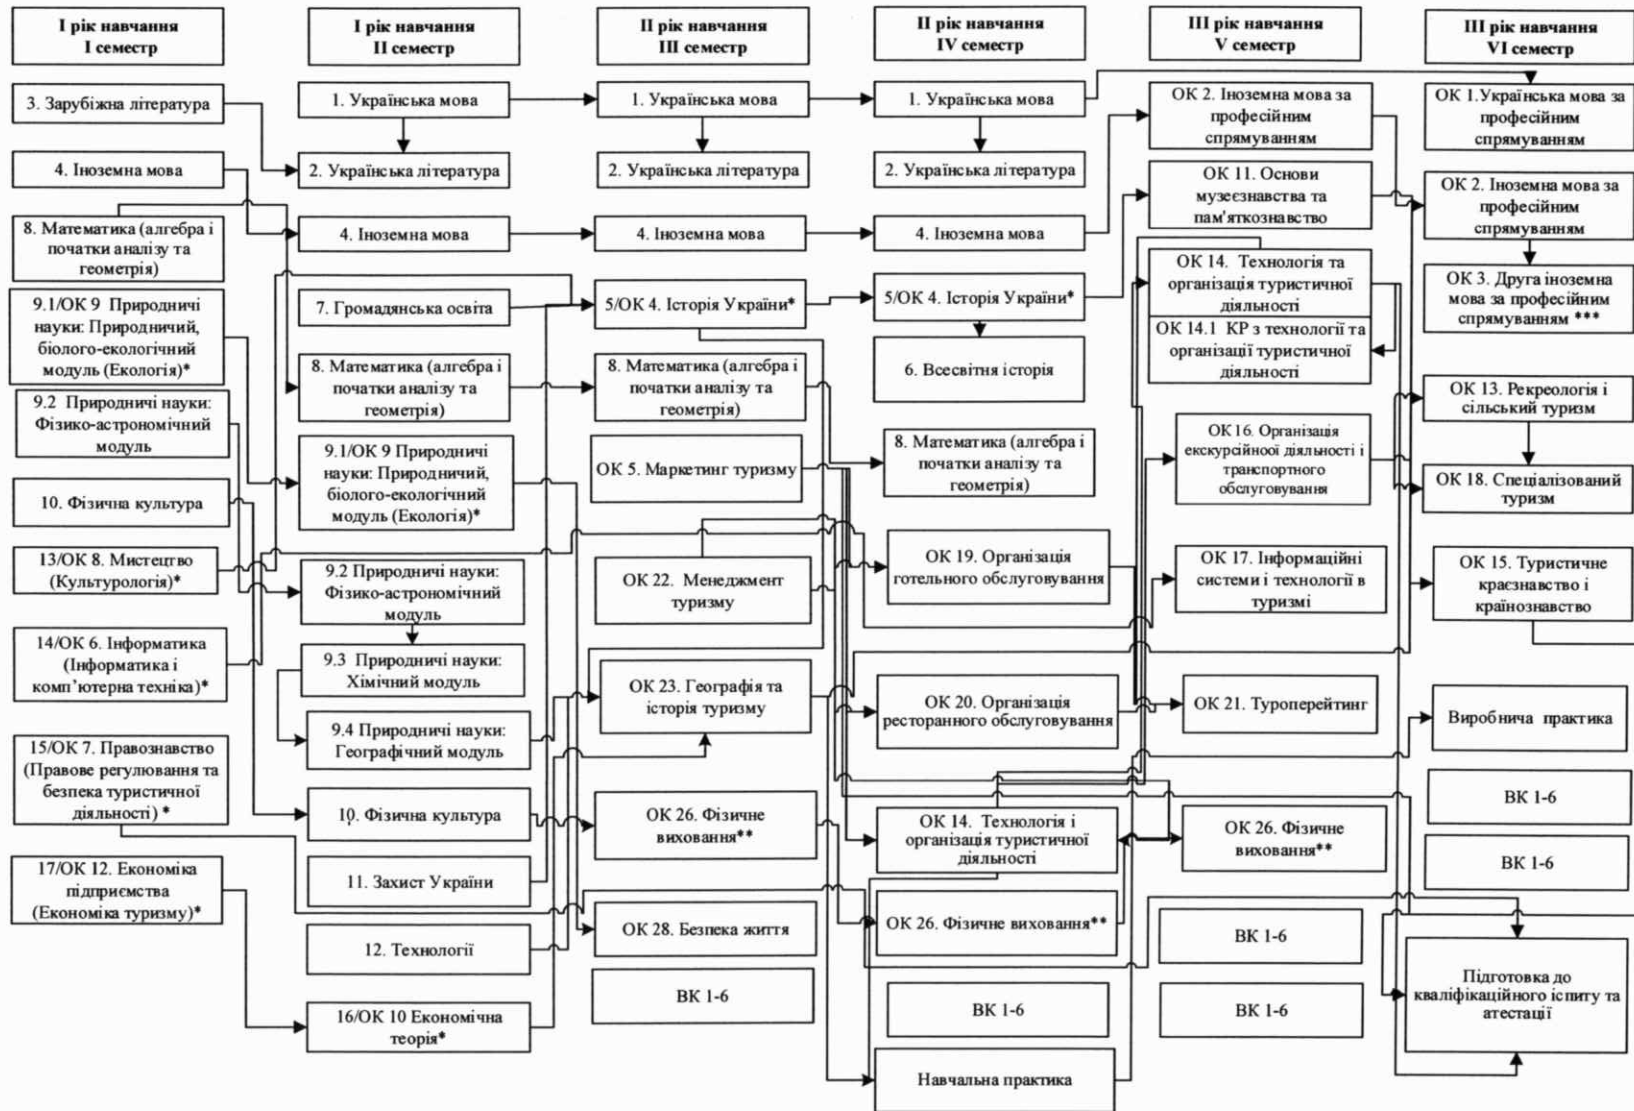 І рік навчання
І семестр
3. Зарубіжна література
4. Іноземна мова
8. Математика (алгебра і
початки аналізу та
геометрія)
9.1/ОК 9 Природничі
науки: Природничий,
біолого-екологічний
модуль (Екологія)*
9.2 Природничі науки:
Фізико-астрономічний
модуль
10. Фізична культура
13/ОК 8. Мистецтво
(Культурологія)*
14/ОК 6. Інформатика
(Інформатика і
комп’ютерна техніка)*
15/ОК 7. Правознавство
(Правове регулювання та
безпека туристичної
діяльності) *
17/ОК 12. Економіка
підприємства
(Економіка туризму)*
І рік навчання
ІІ семестр
1. Українська мова
2. Українська література
4. Іноземна мова
7. Громадянська освіта
8. Математика (алгебра і
початки аналізу та
геометрія)
9.1/ОК 9 Природничі
науки: Природничий,
біолого-екологічний
модуль (Екологія)*
9.2 Природничі науки:
Фізико-астрономічний
модуль
9.3 Природничі науки:
Хімічний модуль
9.4 Природничі науки:
Географічний модуль
10. Фізична культура
11. Захист України
12. Технології
16/ОК 10 Економічна
теорія*
ІІ рік навчання
ІІІ семестр
1. Українська мова
2. Українська література
4. Іноземна мова
5/ОК 4. Історія України*
8. Математика (алгебра і
початки аналізу та
геометрія)
ОК 5. Маркетинг туризму
ОК 22. Менеджмент
туризму
ОК 23. Географія та
історія туризму
ОК 26. Фізичне
виховання**
ОК 28. Безпека життя
ВК 1-6
ІІ рік навчання
IV семестр
1. Українська мова
2. Українська література
4. Іноземна мова
5/ОК 4. Історія України*
6. Всесвітня історія
8. Математика (алгебра і
початки аналізу та
геометрія)
ОК 19. Організація
готельного обслуговування
ОК 20. Організація
ресторанного обслуговування
ОК 14. Технологія і
організація туристичної
діяльності
ОК 26. Фізичне виховання**
ВК 1-6
Навчальна практика
ІІІ рік навчання
V семестр
ОК 2. Іноземна мова за
професійним
спрямуванням
ОК 11. Основи
музеєзнавства та
пам'яткознавство
ОК 14. Технологія та
організація туристичної
діяльності
ОК 14.1 КР з технології та
організації туристичної
діяльності
ОК 16. Організація
екскурсійної діяльності і
транспортного
обслуговування
ОК 17. Інформаційні
системи і технології в
туризмі
ОК 21. Туроперейтинг
ОК 26. Фізичне
виховання**
ВК 1-6
ВК 1-6
ІІІ рік навчання
VI семестр
ОК 1.Українська мова за
професійним
спрямуванням
ОК 2. Іноземна мова за
професійним
спрямуванням
ОК 3. Друга іноземна
мова за професійним
спрямуванням ***
ОК 13. Рекреологія і
сільський туризм
ОК 18. Спеціалізований
туризм
ОК 15. Туристичне
краєзнавство і
країнознавство
Виробнича практика
ВК 1-6
ВК 1-6
Підготовка до
кваліфікаційного іспиту та
атестації